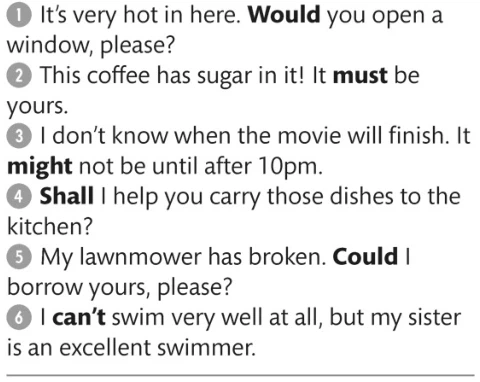 1 It’s very hot in here. Would you open a
window, please?
2 This coffee has sugar in it! It must be
yours.
3 I don’t know when the movie will finish. It
might not be until after 10pm.
4 Shall I help you carry those dishes to the
kitchen?
5 My lawnmower has broken. Could I
borrow yours, please?
6 I can’t swim very well at all, but my sister
is an excellent swimmer.